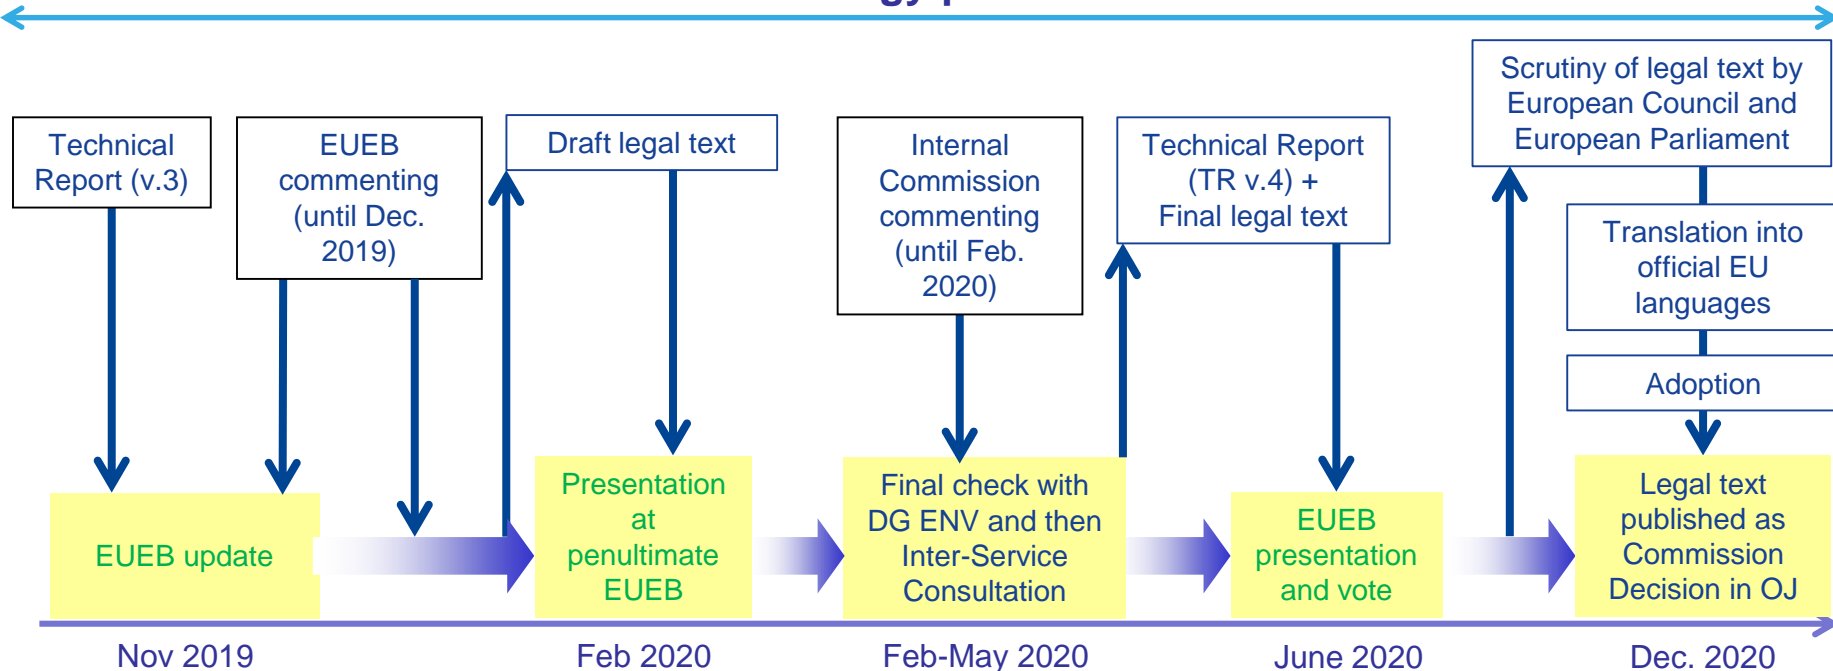 Technical
Report (v.3)
EUEB
commenting
(until Dec.
2019)
Draft legal text
Internal
Commission
commenting
(until Feb.
2020)
Technical Report
(TR v.4) +
Final legal text
Scrutiny of legal text by
European Council and
European Parliament
Translation into
official EU
languages
Adoption
EUEB update
Presentation
at
penultimate
EUEB
Final check with
DG ENV and then
Inter-Service
Consultation
EUEB
presentation
and vote
Legal text
published as
Commission
Decision in OJ
Nov 2019
Feb 2020
Feb-May 2020
June 2020
Dec. 2020